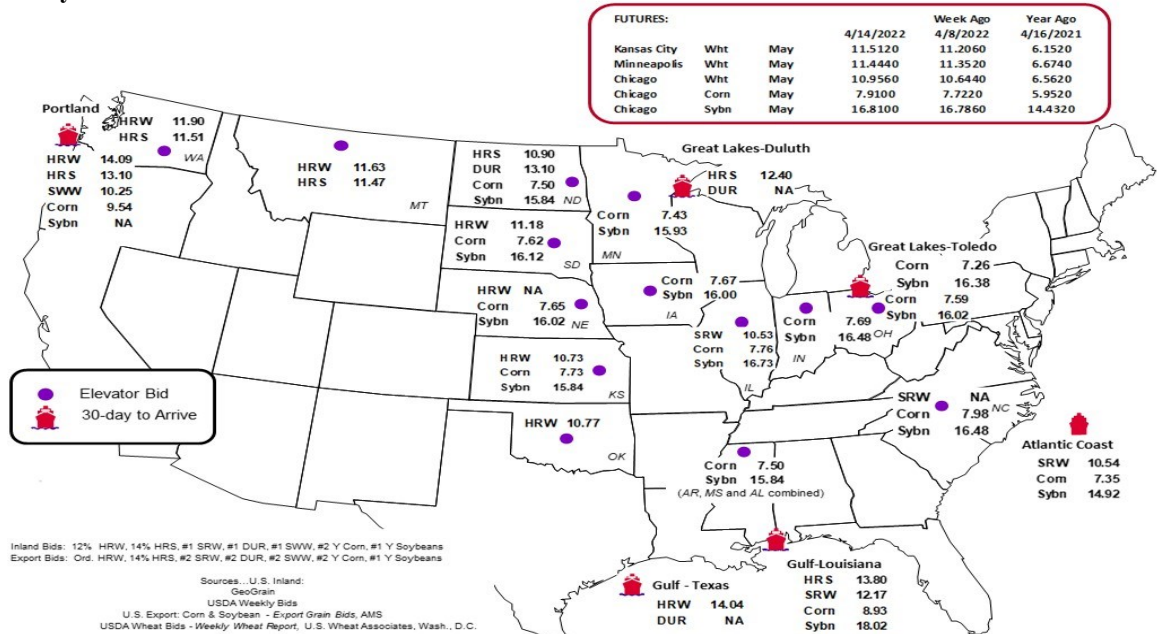 FUTURES: Week Ago Year Ago
4/14/2022 4/8/2022 4/16/2021
Kansas City Wht May 11.5120 11.2060 6.1520
Minneapolis Wht May 11.4440 11.3520 6.6740
Chicago Wht May 10.9560 10.6440 6.5620
Chicago Corn May 7.9100 7.7220 5.9520
Chicago Sybn May 16.8100 16.7860 14.4320
Portland
HRW 14.09
HRS 13.10
SWW 10.25
Corn 9.54
Sybn NA
HRW 11.90
HRS 11.51
WA
HRW 11.63
HRS 11.47
MT
HRS 10.90
DUR 13.10
Corn 7.50
Sybn 15.84
ND
HRW 11.18
Corn 7.62
Sybn 16.12
SD
HRW NA
Corn 7.65
Sybn 16.02
NE
HRW 10.73
Corn 7.73
Sybn 15.84
KS
HRW 10.77
OK
Great Lakes-Duluth
HRS 12.40
DUR NA
Corn 7.43
Sybn 15.93
MN
Corn 7.67
Sybn 16.00
IA
SRW 10.53
Corn 7.76
Sybn 16.73
IL
Great Lakes-Toledo
Corn 7.26
Sybn 16.38
Corn 7.59
Sybn 16.02
OH
Corn 7.69
Sybn 16.48
IN
SRW NA
Corn 7.98
Sybn 16.48
NC
Atlantic Coast
SRW 10.54
Corn 7.35
Sybn 14.92
Corn 7.50
Sybn 15.84
(AR, MS and AL combined)
Elevator Bid
30-day to Arrive
Gulf - Texas
HRW 14.04
DUR NA
Gulf-Louisiana
HRS 13.80
SRW 12.17
Corn 8.93
Sybn 18.02
Inland Bids: 12% HRW, 14% HRS, #1 SRW, #1 DUR, #1 SWW, #2 Y Corn, #1 Y Soybeans
Export Bids: Ord. HRW, 14% HRS, #2 SRW, #2 DUR, #2 SWW, #2 Y Corn, #1 Y Soybeans
Sources...U.S. Inland:
GeoGrain
USDA Weekly Bids
U.S. Export: Corn & Soybean - Export Grain Bids, AMS
USDA Wheat Bids - Weekly Wheat Report, U.S. Wheat Associates, Wash., D.C.